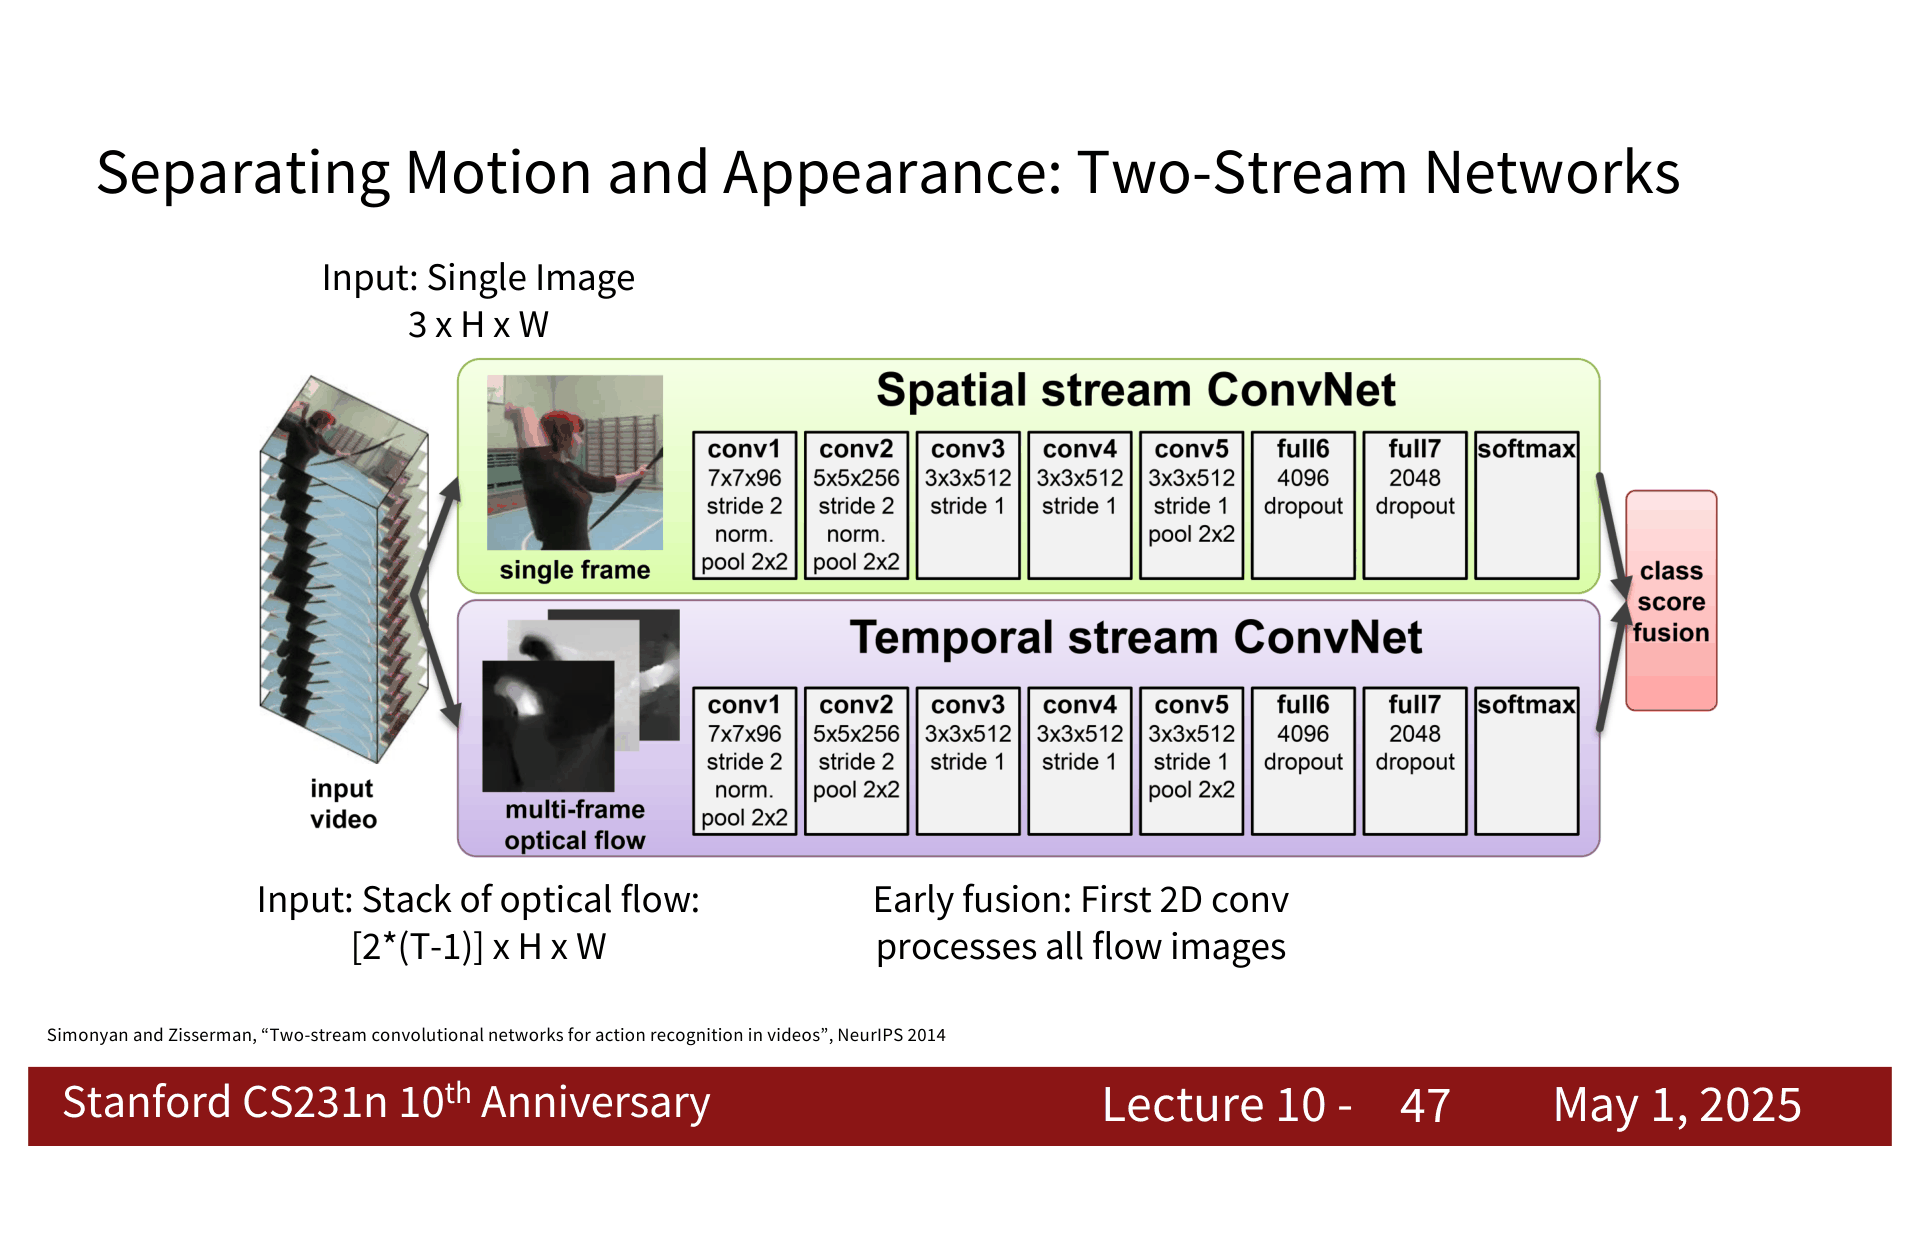 Separating Motion and Appearance: Two-Stream Networks
Input: Single Image
3 x H x W
Spatial stream ConvNet
single frame
conv1
7x7x96
stride 2
norm.
pool 2x2
conv2
5x5x256
stride 2
norm.
pool 2x2
conv3
3x3x512
stride 1
conv4
3x3x512
stride 1
conv5
3x3x512
stride 1
pool 2x2
full6
4096
dropout
full7
2048
dropout
softmax
input
video
Temporal stream ConvNet
multi-frame
optical flow
conv1
7x7x96
stride 2
norm.
pool 2x2
conv2
5x5x256
stride 2
pool 2x2
conv3
3x3x512
stride 1
conv4
3x3x512
stride 1
conv5
3x3x512
stride 1
pool 2x2
full6
4096
dropout
full7
2048
dropout
softmax
class
score
fusion
Input: Stack of optical flow:
[2*(T-1)] x H x W
Early fusion: First 2D conv
processes all flow images
Simonyan and Zisserman, “Two-stream convolutional networks for action recognition in videos”, NeurIPS 2014
Stanford CS231n 10th Anniversary
Lecture 10 - 47
May 1, 2025